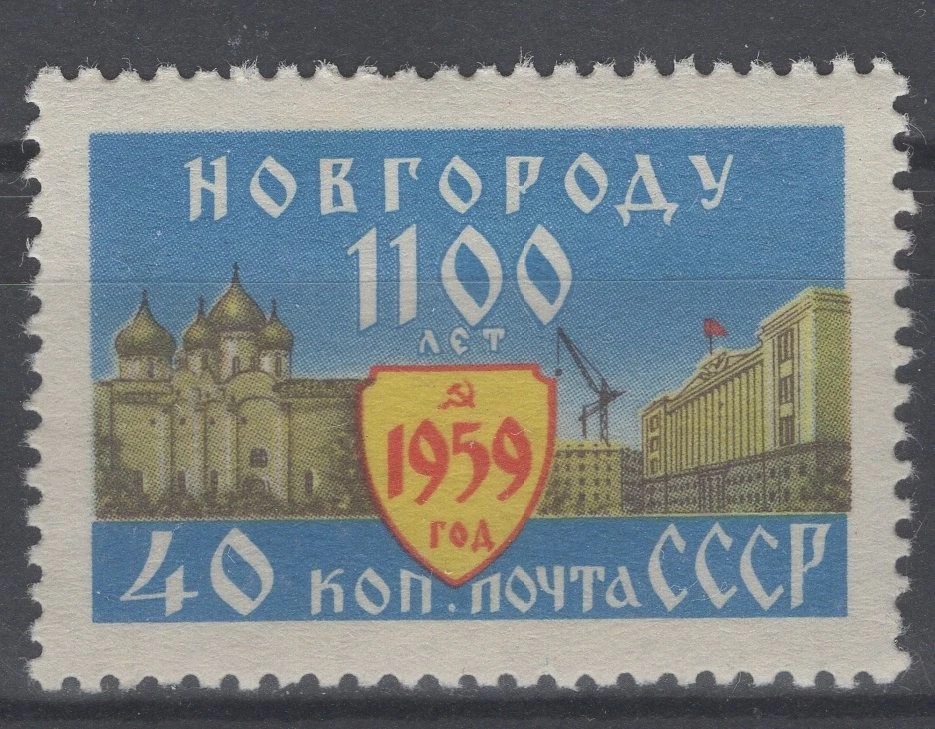 НОВГОРОДУ
1100
ЛЕТ
1959
ГОД
40 КОП. ПОЧТА СССР